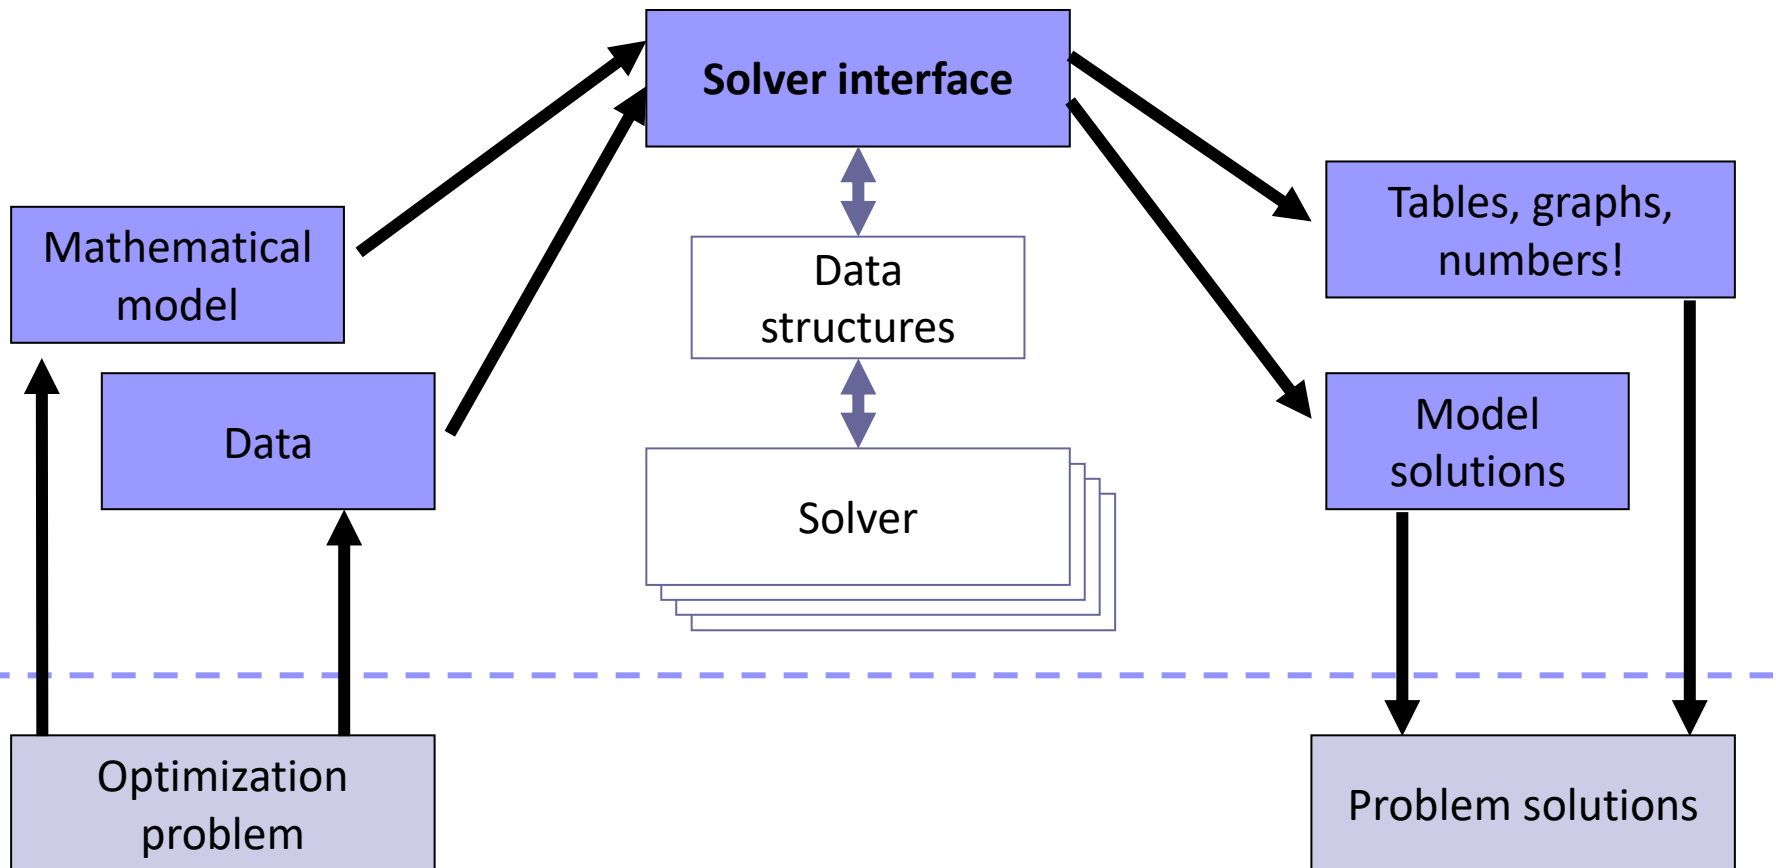 Solver interface
Mathematical
model
Data
Data
structures
Solver
Tables, graphs,
numbers!
Model
solutions
Optimization
problem
Problem solutions